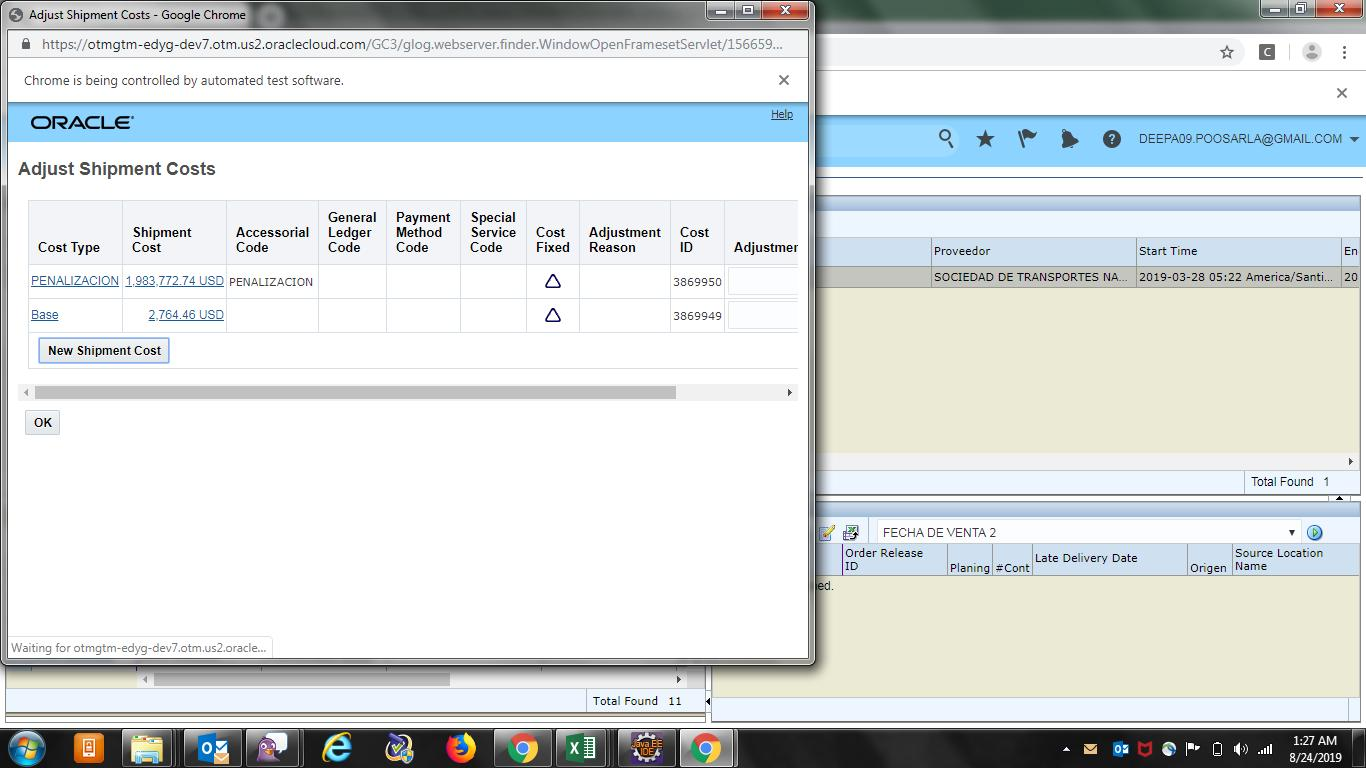 Adjust Shipment Costs - Google Chrome
https://otmgtm-edyg-dev7.otm.us2.oraclecloud.com/GC3/glog.webserver.finder.WindowOpenFramesetServlet/156659...
Chrome is being controlled by automated test software.
ORACLE
Help
Adjust Shipment Costs
Cost Type Shipment Cost Accessorial Code General Ledger Code Payment Method Code Special Service Code Cost Fixed Adjustment Reason Cost ID Adjustmer
PENALIZACION 1,983,772.74 USD PENALIZACION 3869950
Base 2,764.46 USD 3869949
New Shipment Cost
OK
Waiting for otmgtm-edyg-dev7.otm.us2.oracle...
C
DEEPA09.POOSARLA@GMAIL.COM
Proveedor Start Time En
SOCIEDAD DE TRANSPORTES NA... 2019-03-28 05:22 America/Santi... 20
Total Found 1
FECHA DE VENTA 2
Order Release ID Planing #Cont Late Delivery Date Origen Source Location Name
ed.
Total Found 11
Java EE
IDE
1:27 AM
8/24/2019